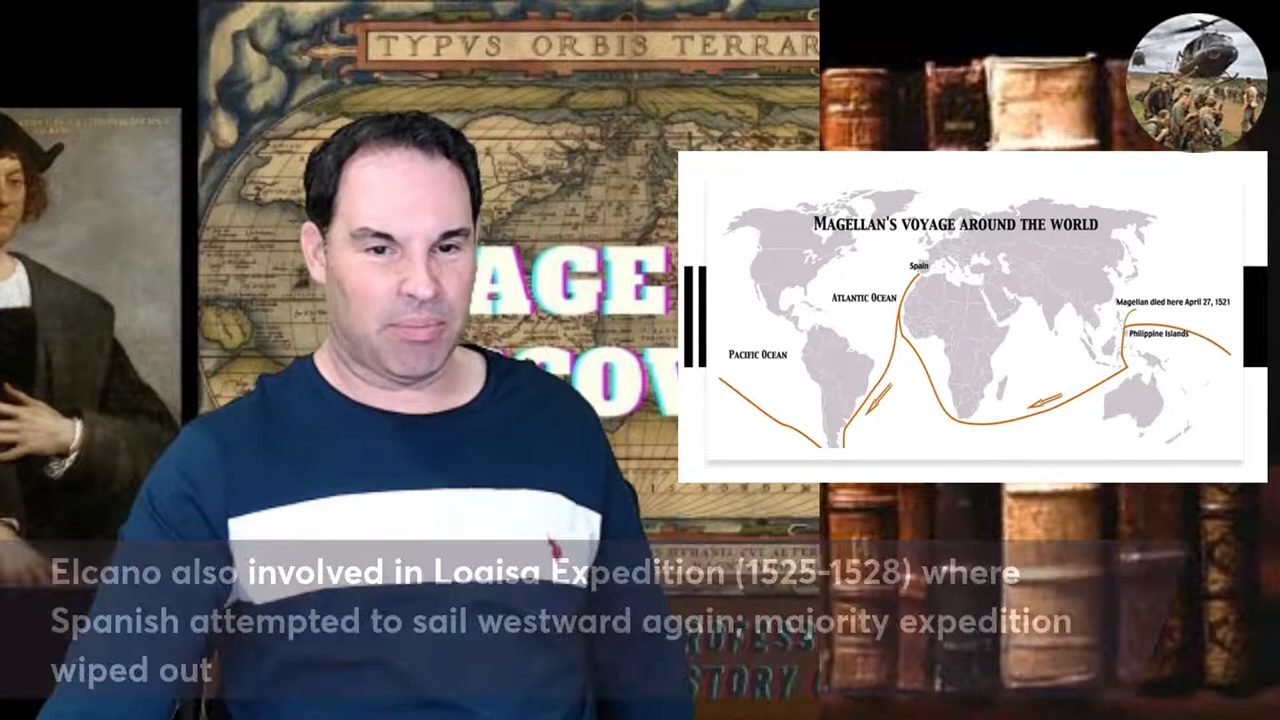 TYPVS ORBIS TERRAR
AGE
COV
MAGELLAN'S VOYAGE AROUND THE WORLD
Spain
ATLANTIC OCEAN
Magellan died here April 27, 1521
Philippine Islands
PACIFIC OCEAN
Elcano also involved in Loaisa Expedition (1525-1528) where
Spanish attempted to sail westward again; majority expedition
wiped out
STORY